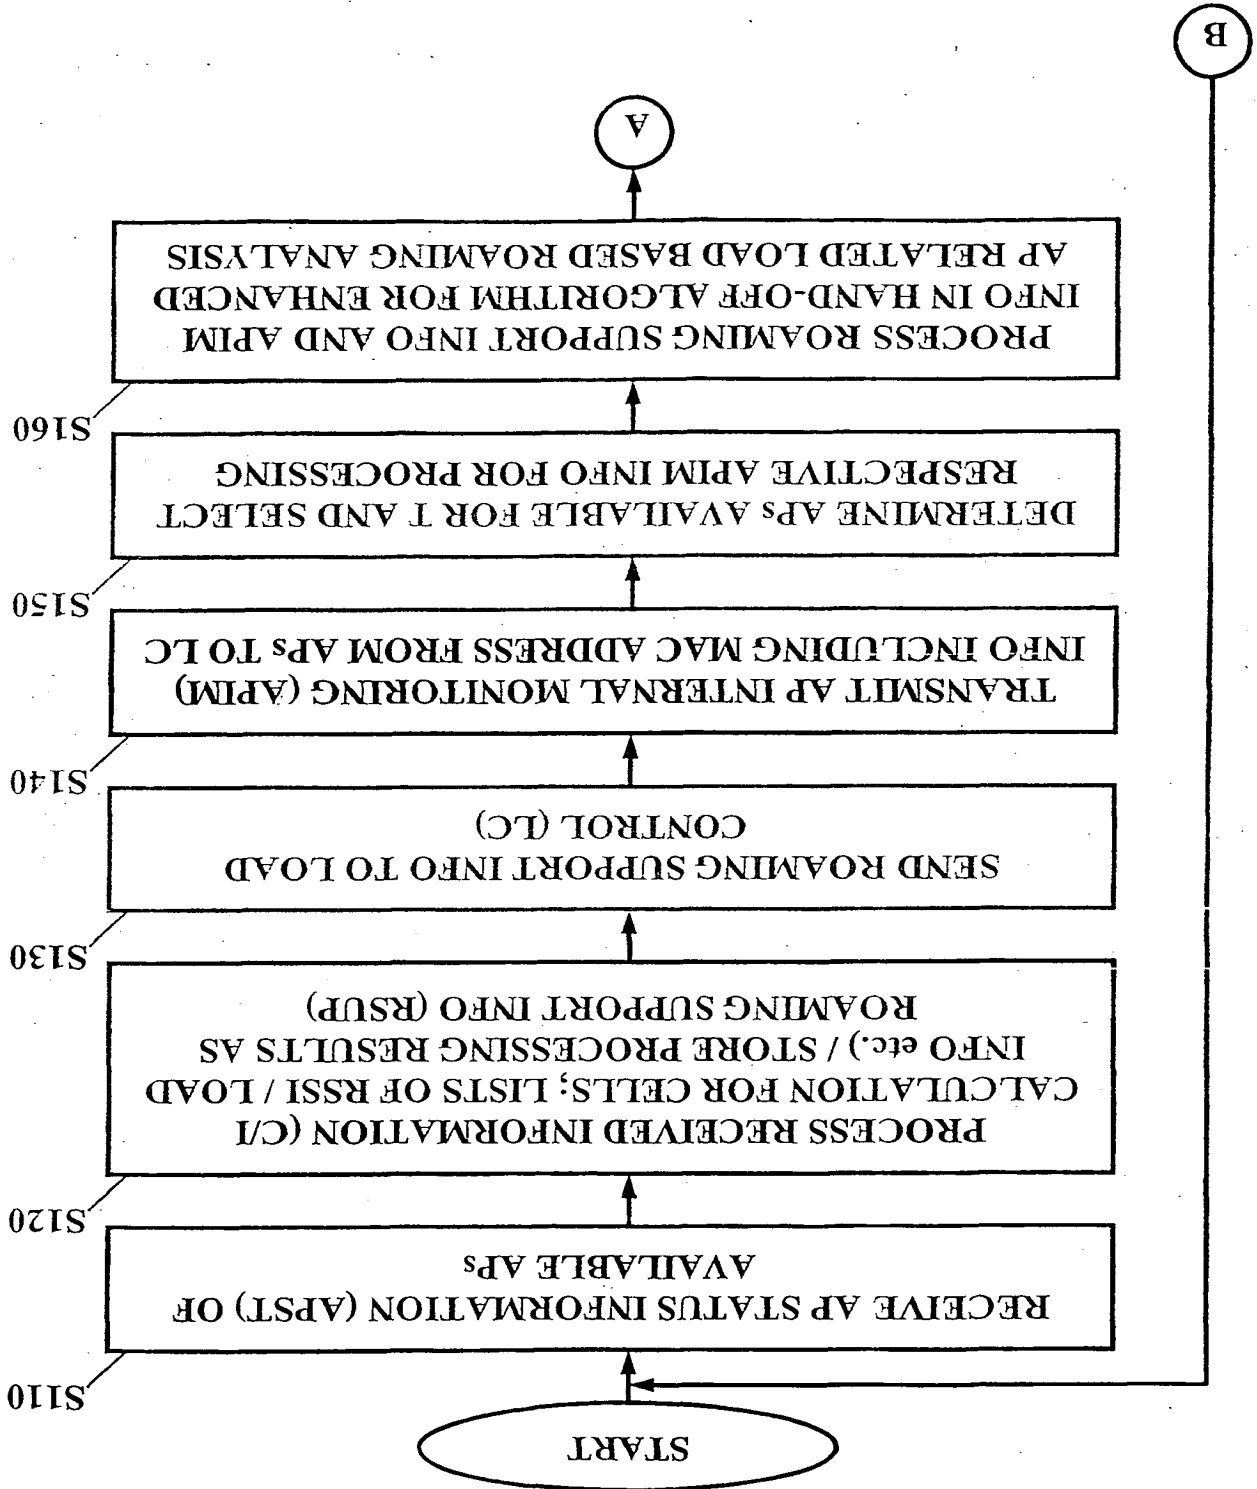 START
S110
RECEIVE AP STATUS INFORMATION (APST) OF
AVAILABLE APs
S120
PROCESS RECEIVED INFORMATION (C/I
CALCULATION FOR CELLS; LISTS OF RSSI / LOAD
INFO etc.) / STORE PROCESSING RESULTS AS
ROAMING SUPPORT INFO (RSUP)
S130
SEND ROAMING SUPPORT INFO TO LOAD
CONTROL (LC)
S140
TRANSMIT AP INTERNAL MONITORING (APIM)
INFO INCLUDING MAC ADDRESS FROM APs TO LC
S150
DETERMINE APs AVAILABLE FOR T AND SELECT
RESPECTIVE APIM INFO FOR PROCESSING
S160
PROCESS ROAMING SUPPORT INFO AND APIM
INFO IN HAND-OFF ALGORITHM FOR ENHANCED
AP RELATED LOAD BASED ROAMING ANALYSIS
A
B